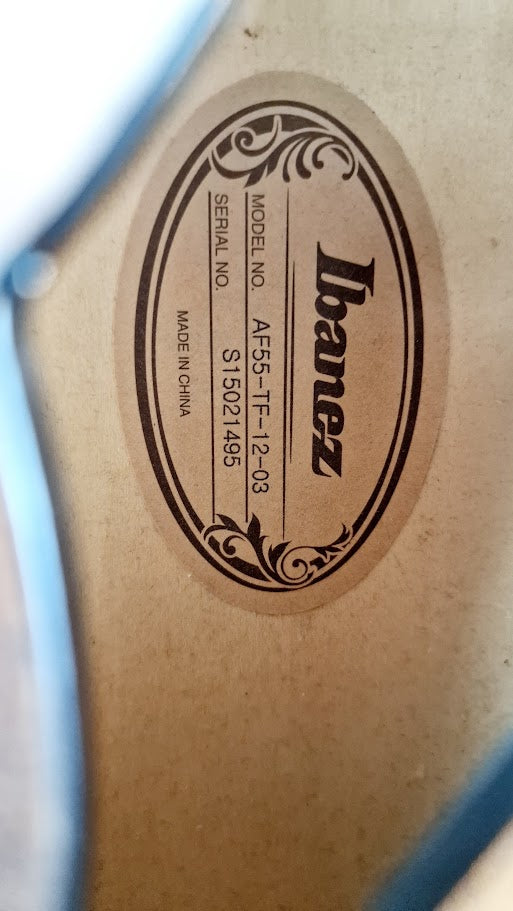 Ibanez
MODEL NO. AF55-TF-12-03
SERIAL NO. S15021495
MADE IN CHINA